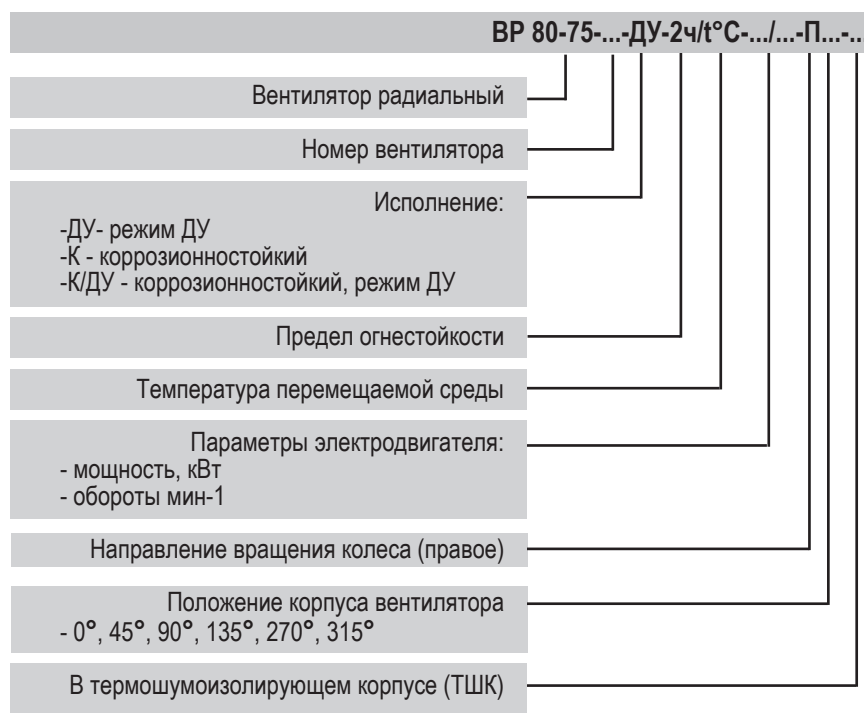 ВР 80-75-...-ДУ-2ч/t°С-.../...-П...-..
Вентилятор радиальный
Номер вентилятора
Исполнение:
-ДУ- режим ДУ
-К - коррозионностойкий
-К/ДУ - коррозионностойкий, режим ДУ
Предел огнестойкости
Температура перемещаемой среды
Параметры электродвигателя:
- мощность, кВт
- обороты мин-1
Направление вращения колеса (правое)
Положение корпуса вентилятора
- 0°, 45°, 90°, 135°, 270°, 315°
В термошумоизолирующем корпусе (ТШК)